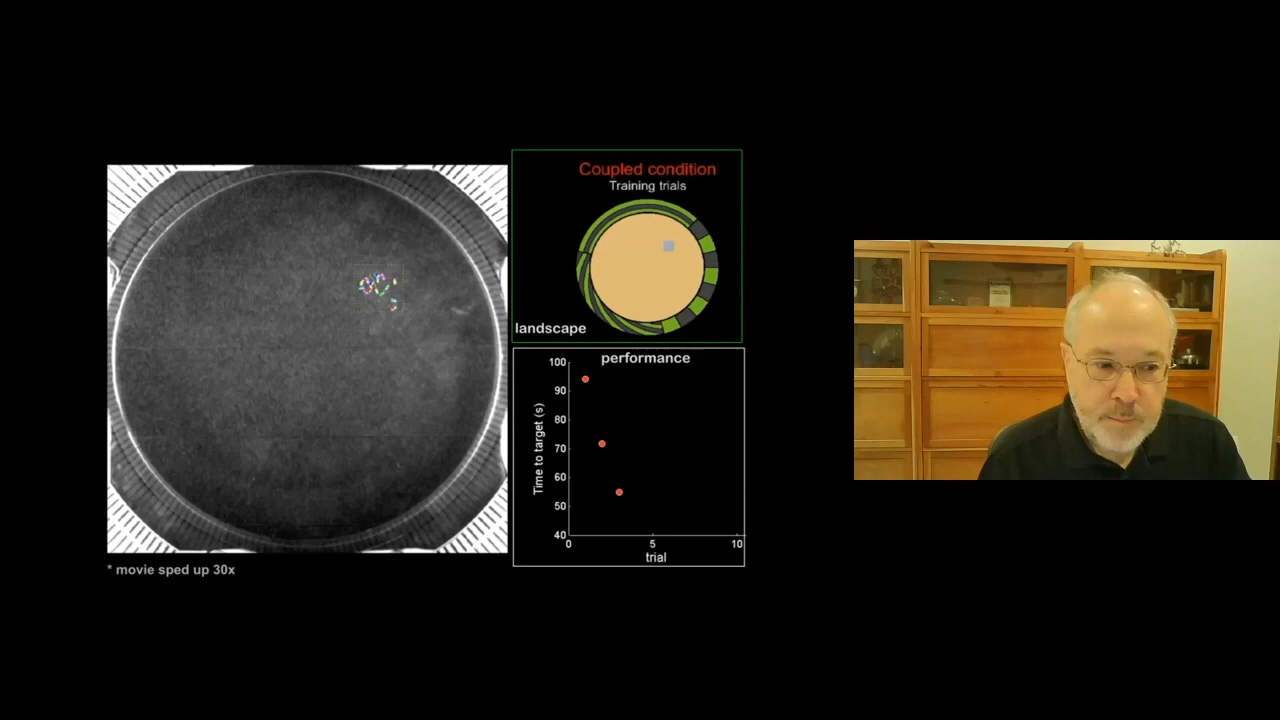 Coupled condition
Training trials
landscape
performance
100
90
80
70
60
50
40
Time to target (s)
0
5
10
trial
* movie sped up 30x